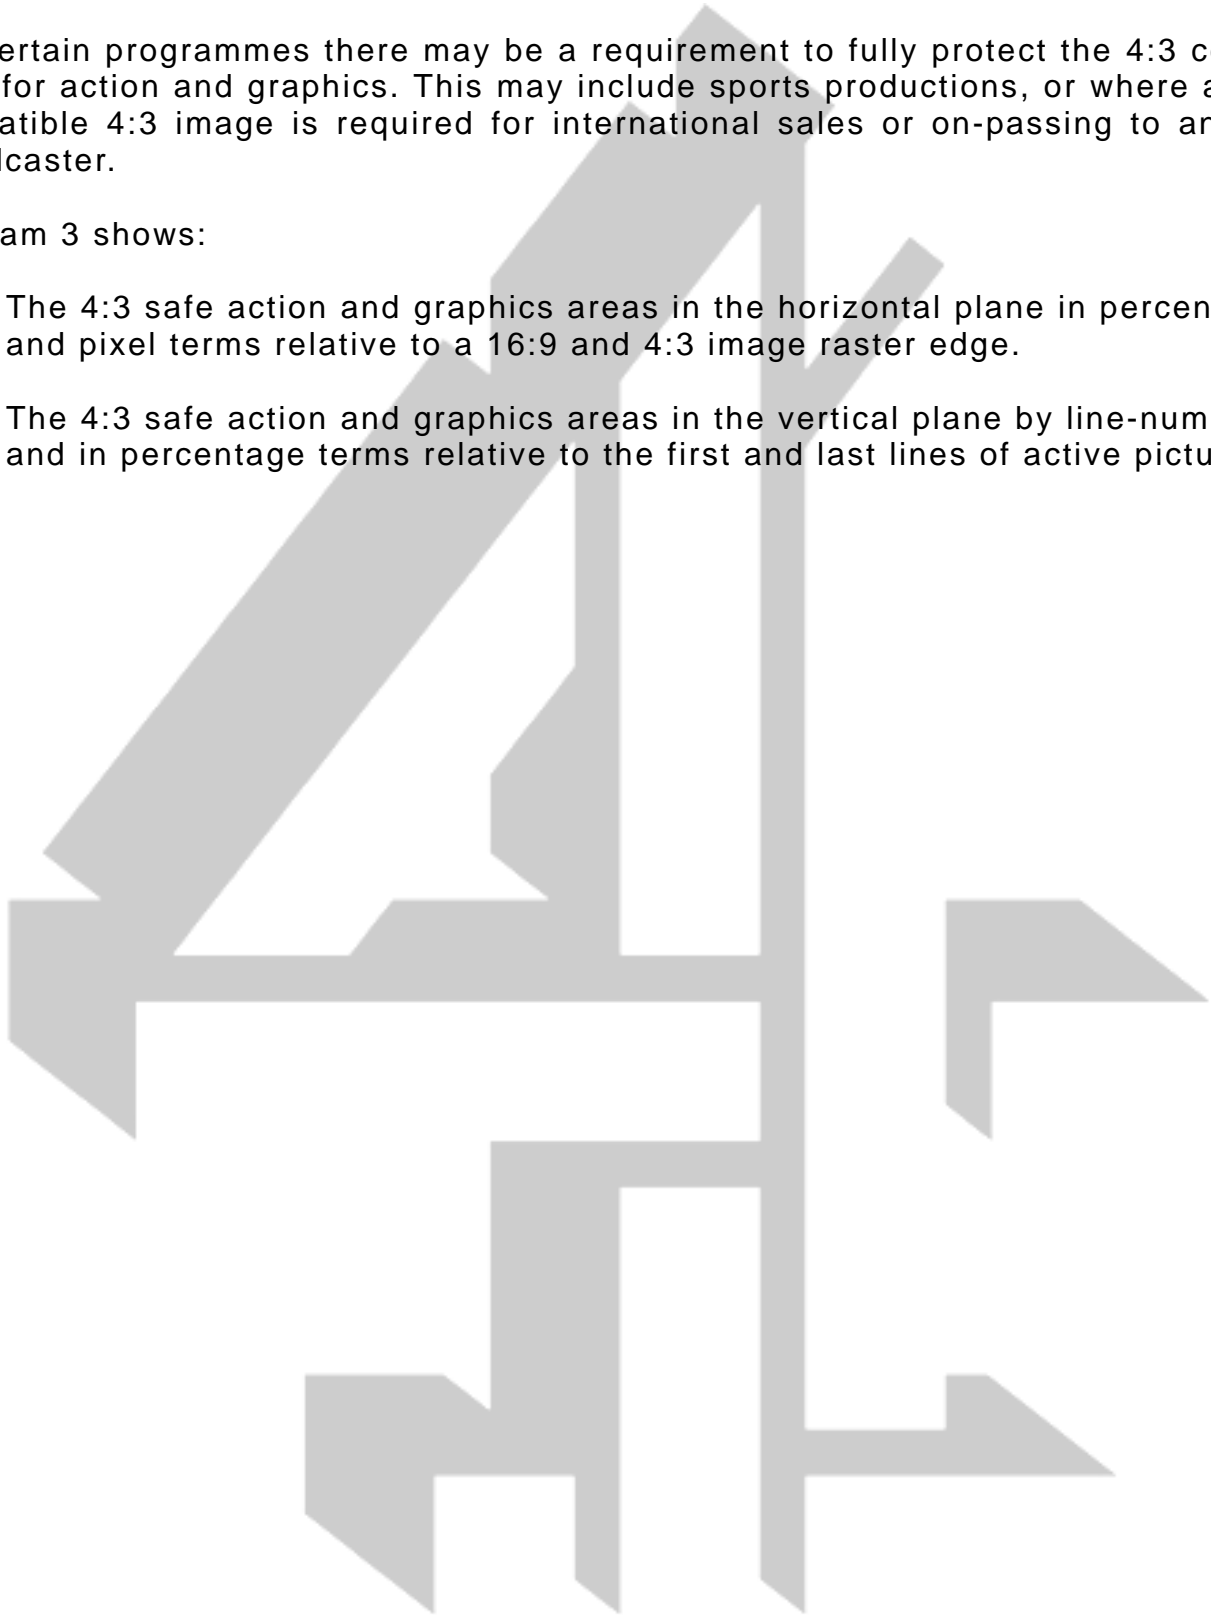 ertain programmes there may be a requirement to fully protect the 4:3 c
for action and graphics. This may include sports productions, or where a
atible 4:3 image is required for international sales or on-passing to an
lcaster.
am 3 shows:
The 4:3 safe action and graphics areas in the horizontal plane in percen
and pixel terms relative to a 16:9 and 4:3 image raster edge.
The 4:3 safe action and graphics areas in the vertical plane by line-num
and in percentage terms relative to the first and last lines of active pictu